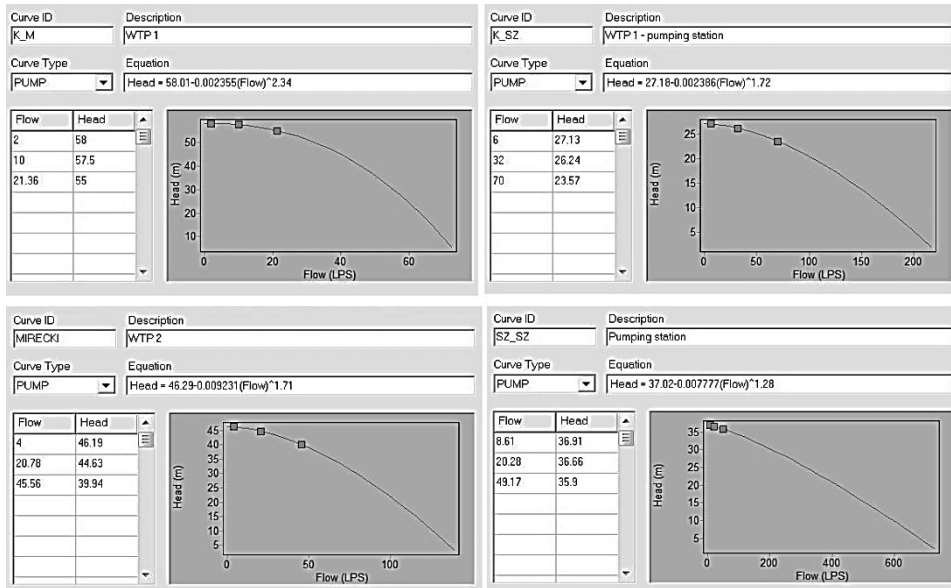 Curve ID Description
K_M WTP 1
Curve Type Equation
PUMP Head = 58.01-0.002355(Flow)^2.34
Flow Head
2 58
10 57.5
21.36 55
Head (m)
50
40
30
20
10
0 20 40 60
Flow (LPS)
Curve ID Description
K_SZ WTP 1 - pumping station
Curve Type Equation
PUMP Head = 27.18-0.002386(Flow)^1.72
Flow Head
6 27.13
32 26.24
70 23.57
Head (m)
25
20
15
10
5
0 50 100 150 200
Flow (LPS)
Curve ID Description
MIRECKI WTP 2
Curve Type Equation
PUMP Head = 46.29-0.009231(Flow)^1.71
Flow Head
4 46.19
20.78 44.63
45.56 39.94
Head (m)
45
40
35
30
25
20
15
10
5
0 50 100
Flow (LPS)
Curve ID Description
SZ_SZ Pumping station
Curve Type Equation
PUMP Head = 37.02-0.007777(Flow)^1.28
Flow Head
8.61 36.91
20.28 36.66
49.17 35.9
Head (m)
35
30
25
20
15
10
5
0 200 400 600
Flow (LPS)